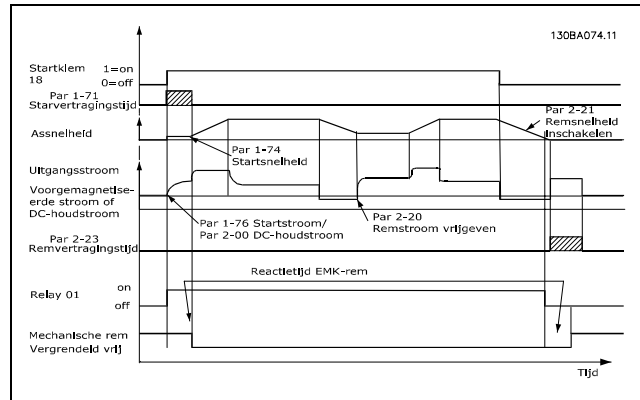 130BA074.11
Startklem
18
1=on
0=off
Par 1-71
Starvertragingstijd
Par 2-21
Remsnelheid
Inschakelen
Assnelheid
Par 1-74
Startsnelheid
Uitgangsstroom
Voorgemagnetise-
erde stroom of
DC-houdstroom
Par 1-76 Startstroom/
Par 2-00 DC-houdstroom
Par 2-20
Remstroom vrijgeven
Par 2-23
Remvertragingstijd
Reactietijd EMK-rem
on
Relay 01
off
Mechanische rem
Vergrendeld vrij
Tijd